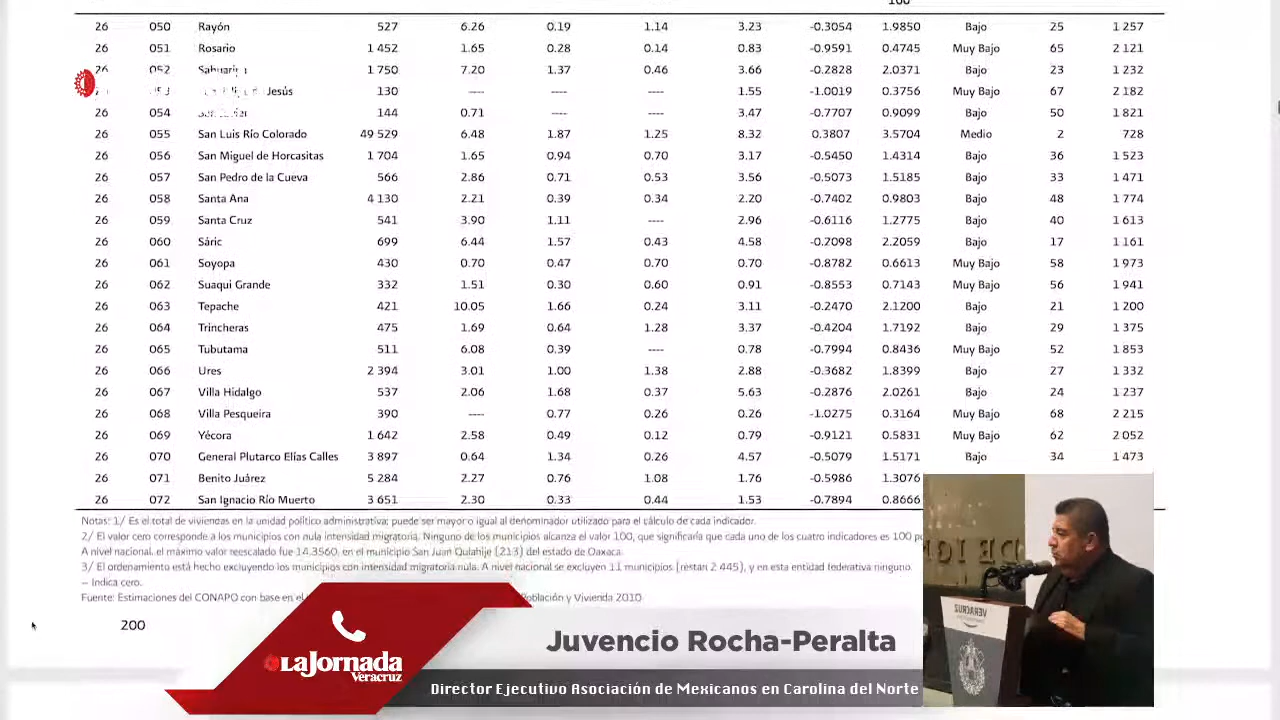 100
26 050 Rayón 527 6.26 0.19 1.14 3.23 -0.3054 1.9850 Bajo 25 1 257
26 051 Rosario 1 452 1.65 0.28 0.14 0.83 -0.9591 0.4745 Muy Bajo 65 2 121
26 052 Sahuaripa 1 750 7.20 1.37 0.46 3.66 -0.2828 2.0371 Bajo 23 1 232
Jesús 130 ---- ---- ---- 1.55 -1.0019 0.3756 Muy Bajo 67 2 182
26 054 144 0.71 ---- ---- 3.47 -0.7707 0.9099 Bajo 50 1 821
26 055 San Luis Río Colorado 49 529 6.48 1.87 1.25 8.32 0.3807 3.5704 Medio 2 728
26 056 San Miguel de Horcasitas 1 704 1.65 0.94 0.70 3.17 -0.5450 1.4314 Bajo 36 1 523
26 057 San Pedro de la Cueva 566 2.86 0.71 0.53 3.56 -0.5073 1.5185 Bajo 33 1 471
26 058 Santa Ana 4 130 2.21 0.39 0.34 2.20 -0.7402 0.9803 Bajo 48 1 774
26 059 Santa Cruz 541 3.90 1.11 ---- 2.96 -0.6116 1.2775 Bajo 40 1 613
26 060 Sáric 699 6.44 1.57 0.43 4.58 -0.2098 2.2059 Bajo 17 1 161
26 061 Soyopa 430 0.70 0.47 0.70 0.70 -0.8782 0.6613 Muy Bajo 58 1 973
26 062 Suaqui Grande 332 1.51 0.30 0.60 0.91 -0.8553 0.7143 Muy Bajo 56 1 941
26 063 Tepache 421 10.05 1.66 0.24 3.11 -0.2470 2.1200 Bajo 21 1 200
26 064 Trincheras 475 1.69 0.64 1.28 3.37 -0.4204 1.7192 Bajo 29 1 375
26 065 Tubutama 511 6.08 0.39 ---- 0.78 -0.7994 0.8436 Muy Bajo 52 1 853
26 066 Ures 2 394 3.01 1.00 1.38 2.88 -0.3682 1.8399 Bajo 27 1 332
26 067 Villa Hidalgo 537 2.06 1.68 0.37 5.63 -0.2876 2.0261 Bajo 24 1 237
26 068 Villa Pesqueira 390 ---- 0.77 0.26 0.26 -1.0275 0.3164 Muy Bajo 68 2 215
26 069 Yécora 1 642 2.58 0.49 0.12 0.79 -0.9121 0.5831 Muy Bajo 62 2 052
26 070 General Plutarco Elías Calles 3 897 0.64 1.34 0.26 4.57 -0.5079 1.5171 Bajo 34 1 473
26 071 Benito Juárez 5 284 2.27 0.76 1.08 1.76 -0.5986 1.3076
26 072 San Ignacio Río Muerto 3 651 2.30 0.33 0.44 1.53 -0.7894 0.8666
Notas: 1/ Es el total de viviendas en la unidad político administrativa; puede ser mayor o igual al denominador utilizado para el cálculo de cada indicador.
2/ El valor cero corresponde a los municipios con nula intensidad migratoria. Ninguno de los municipios alcanza el valor 100, que significaría que cada uno de los cuatro indicadores es 100 po
A nivel nacional, el máximo valor reescalado fue 14.3560, en el municipio San Juan Quiahije (213) del estado de Oaxaca.
3/ El ordenamiento está hecho excluyendo los municipios con intensidad migratoria nula. A nivel nacional se excluyen 11 municipios (restan 2 445), y en esta entidad federativa ninguno.
-- Indica cero.
Fuente: Estimaciones del CONAPO con base en el Población y Vivienda 2010.
200
LaJornada
Veracruz
Juvencio Rocha-Peralta
Director Ejecutivo Asociación de Mexicanos en Carolina del Norte
DE IG
VERACRUZ